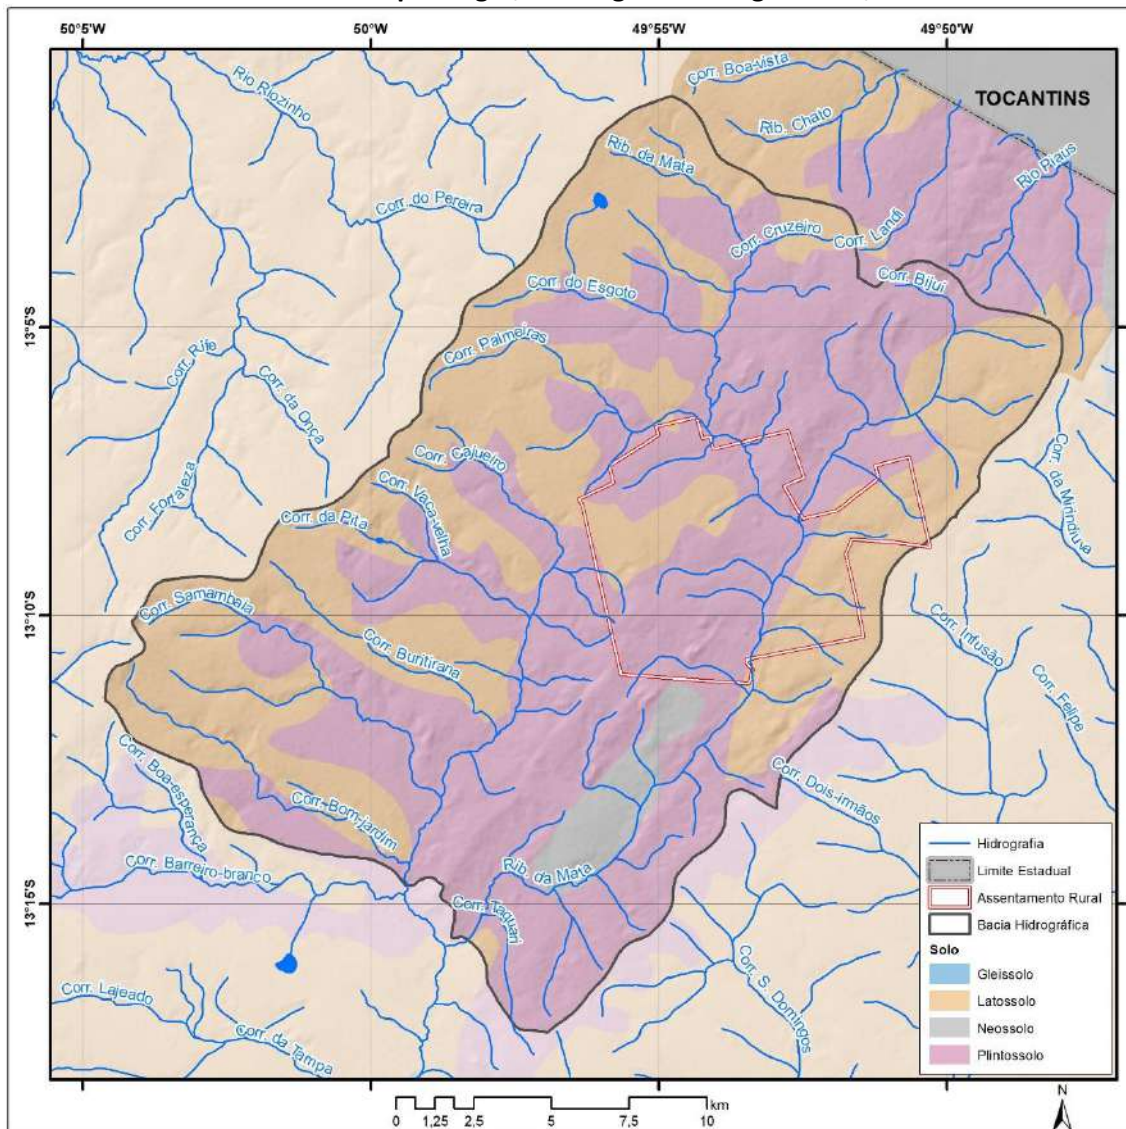 50°5'W
50°W
49°55'W
49°50'W
TOCANTINS
Corr. Boa-vista
Rio Riozinho
Rib. Chato
Rib. da Mata
Rio Piaus
Corr. do Pereira
Corr. Cruzeiro
Corr. Landi
Corr. Bijuí
Corr. do Esgoto
13°5'S
Corr. Palmeiras
Corr. Rife
Corr. da Onça
Corr. Cajueiro
Corr. da Mirindiuva
Corr. Fortaleza
Corr. Vaca-velha
Corr. da Pita
Corr. Samambaia
13°10'S
Corr. Infusão
Corr. Buritirana
Corr. Felipe
Corr. Boa-esperança
Corr. Dois-irmãos
Corr. Bom-jardim
Corr. Barreiro-branco
Rib. da Mata
13°15'S
Corr. Taquari
Corr. S. Domingos
Corr. Lajeado
Corr. da Tampa
Hidrografia
Limite Estadual
Assentamento Rural
Bacia Hidrográfica
Solo
Gleissolo
Latossolo
Neossolo
Plintossolo
N
km
0 1,25 2,5 5 7,5 10